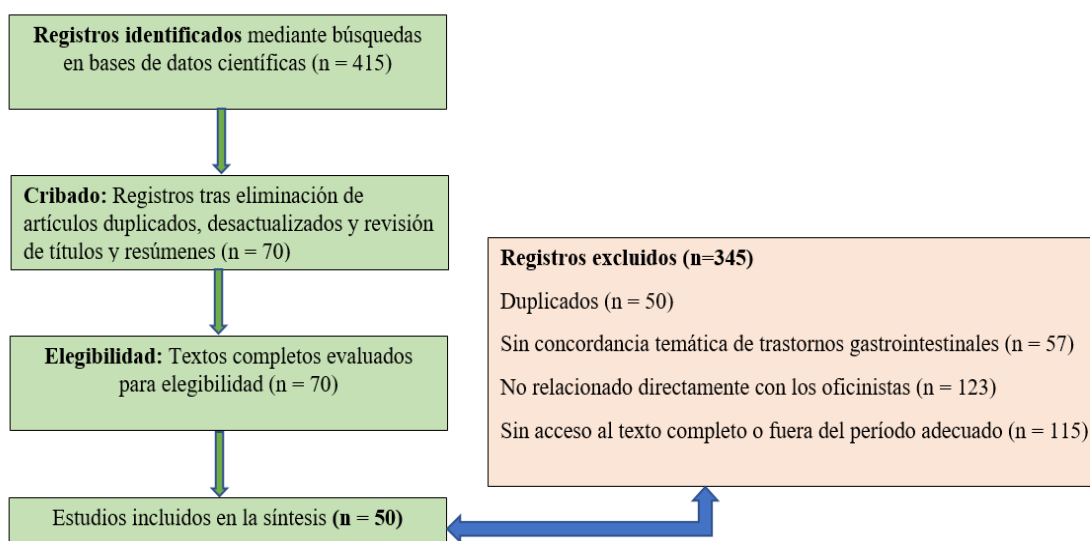 Registros identificados mediante búsquedas
en bases de datos científicas (n = 415)
Cribado: Registros tras eliminación de
artículos duplicados, desactualizados y revisión
de títulos y resúmenes (n = 70)
Elegibilidad: Textos completos evaluados
para elegibilidad (n = 70)
Estudios incluidos en la síntesis (n = 50)
Registros excluidos (n=345)
Duplicados (n = 50)
Sin concordancia temática de trastornos gastrointestinales (n = 57)
No relacionado directamente con los oficinistas (n = 123)
Sin acceso al texto completo o fuera del período adecuado (n = 115)